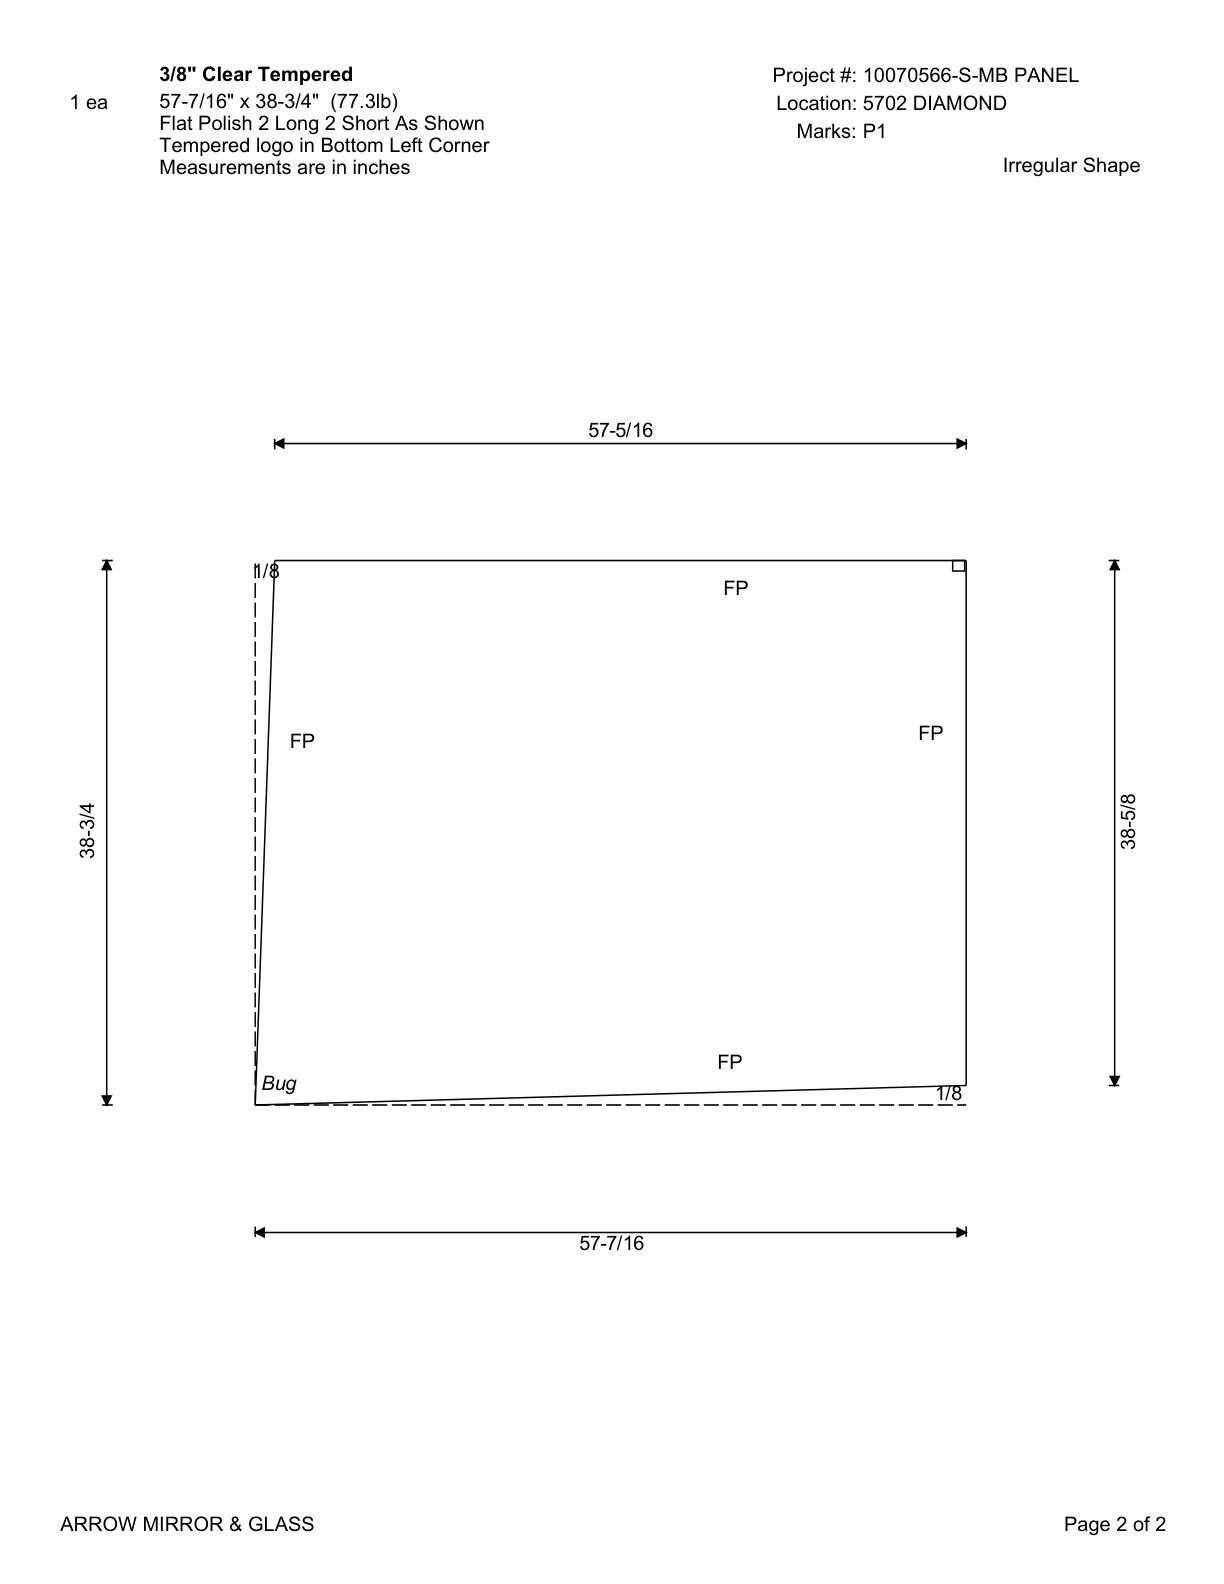 3/8" Clear Tempered
1 ea
57-7/16" x 38-3/4" (77.3lb)
Flat Polish 2 Long 2 Short As Shown
Tempered logo in Bottom Left Corner
Measurements are in inches
Project #: 10070566-S-MB PANEL
Location: 5702 DIAMOND
Marks: P1
Irregular Shape
57-5/16
1/8
FP
FP
FP
38-3/4
38-5/8
FP
Bug
1/8
57-7/16
ARROW MIRROR & GLASS
Page 2 of 2